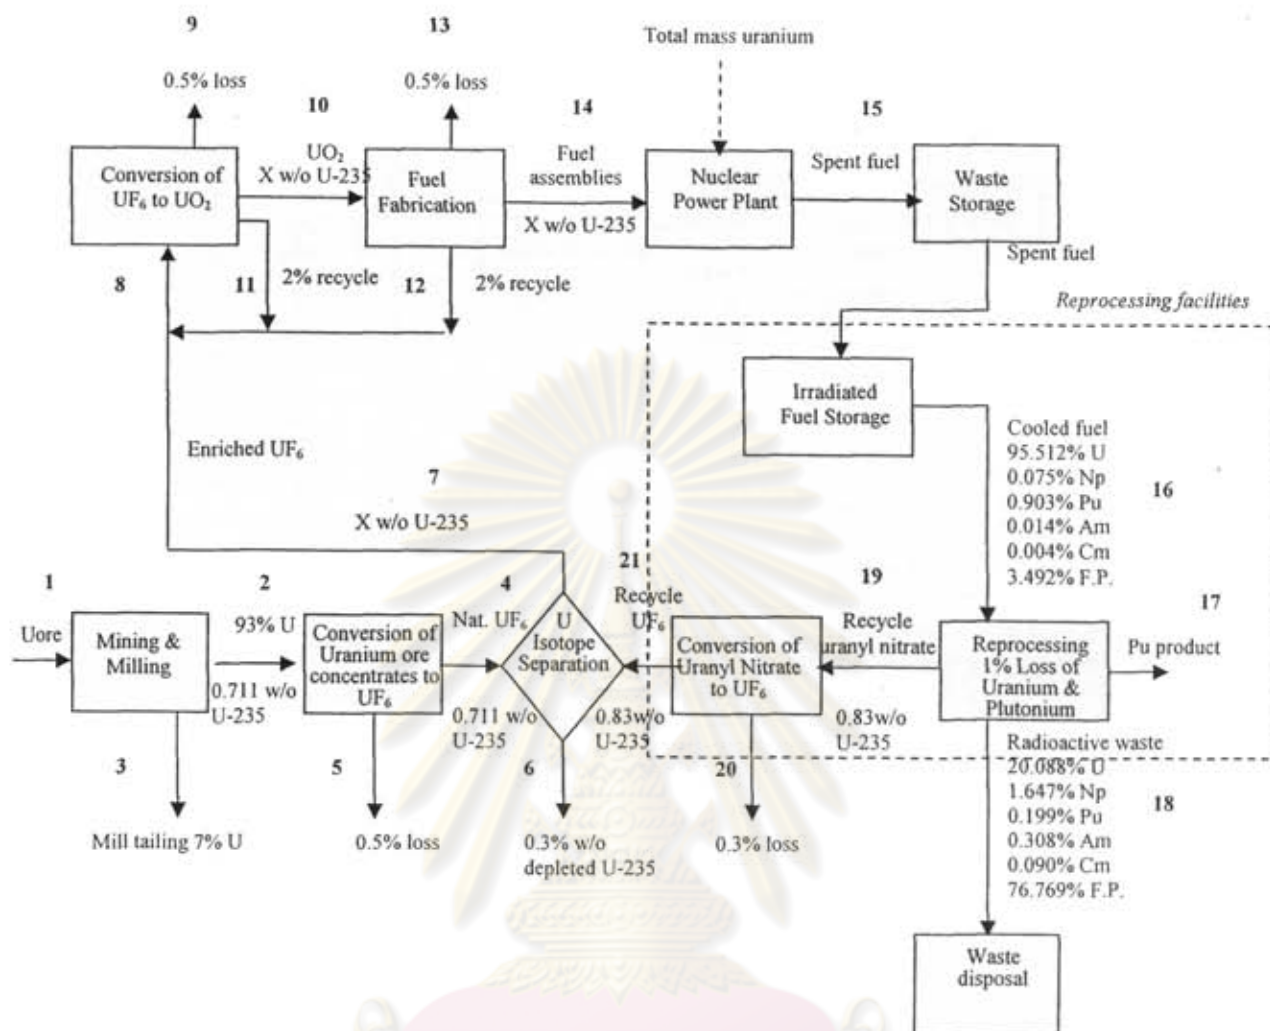 9
13
Total mass uranium
0.5% loss
0.5% loss
10
14
15
Conversion of
UF₆ to UO₂
UO₂
X w/o U-235
Fuel
Fabrication
Fuel
assemblies
X w/o U-235
Nuclear
Power Plant
Spent fuel
Waste
Storage
8
11
2% recycle
12
2% recycle
Spent fuel
Reprocessing facilities
Irradiated
Fuel Storage
Enriched UF₆
7
X w/o U-235
Cooled fuel
95.512% U
0.075% Np
0.903% Pu
0.014% Am
0.004% Cm
3.492% F.P.
16
1
2
4
21
19
17
Uore
Mining &
Milling
93% U
0.711 w/o
U-235
Conversion of
Uranium ore
concentrates to
UF₆
Nat. UF₆
U
Isotope
Separation
Recycle
UF₆
Conversion of
Uranyl Nitrate
to UF₆
Recycle
uranyl nitrate
Reprocessing
1% Loss of
Uranium &
Plutonium
Pu product
0.711 w/o
U-235
0.83w/o
U-235
0.83w/o
U-235
3
5
6
20
18
Radioactive waste
20.088% U
1.647% Np
0.199% Pu
0.308% Am
0.090% Cm
76.769% F.P.
Mill tailing 7% U
0.5% loss
0.3% w/o
depleted U-235
0.3% loss
Waste
disposal